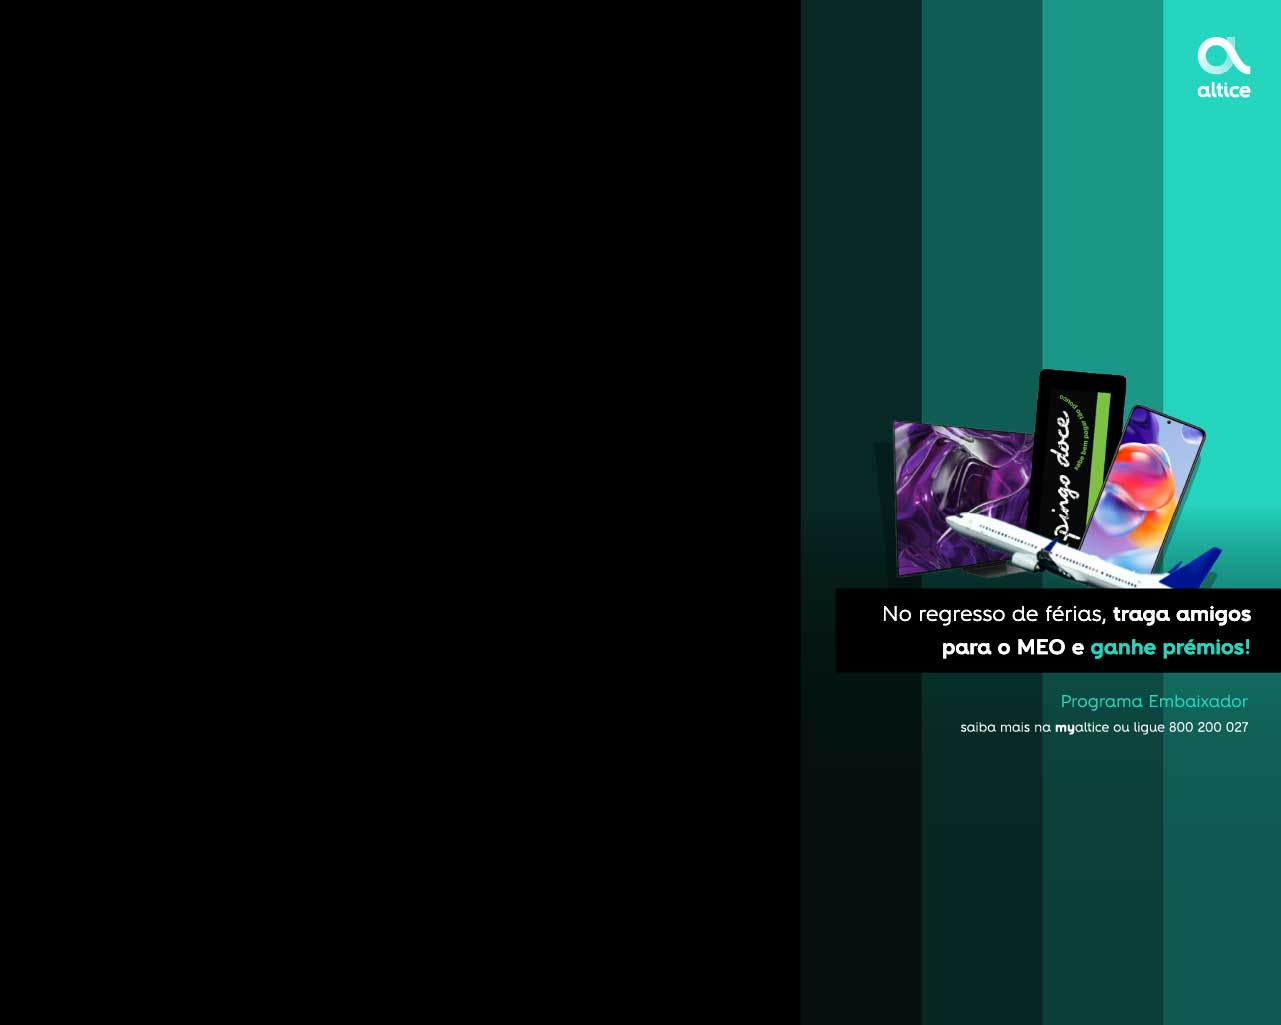 altice
pingo doce
sabe bem pagar tão pouco
No regresso de férias, traga amigos
para o MEO e ganhe prémios!
Programa Embaixador
saiba mais na myaltice ou ligue 800 200 027